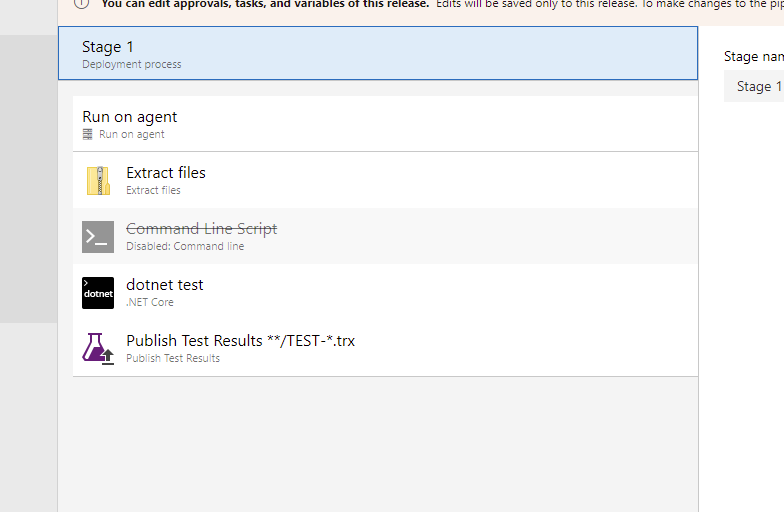 You can edit approvals, tasks, and variables of this release. Edits will be saved only to this release. To make changes to the
Stage 1
Deployment process
Stage
Stage 1
Run on agent
Run on agent
Extract files
Extract files
Command Line Script
Disabled: Command line
dotnet
dotnet test
.NET Core
Publish Test Results **/TEST-*.trx
Publish Test Results